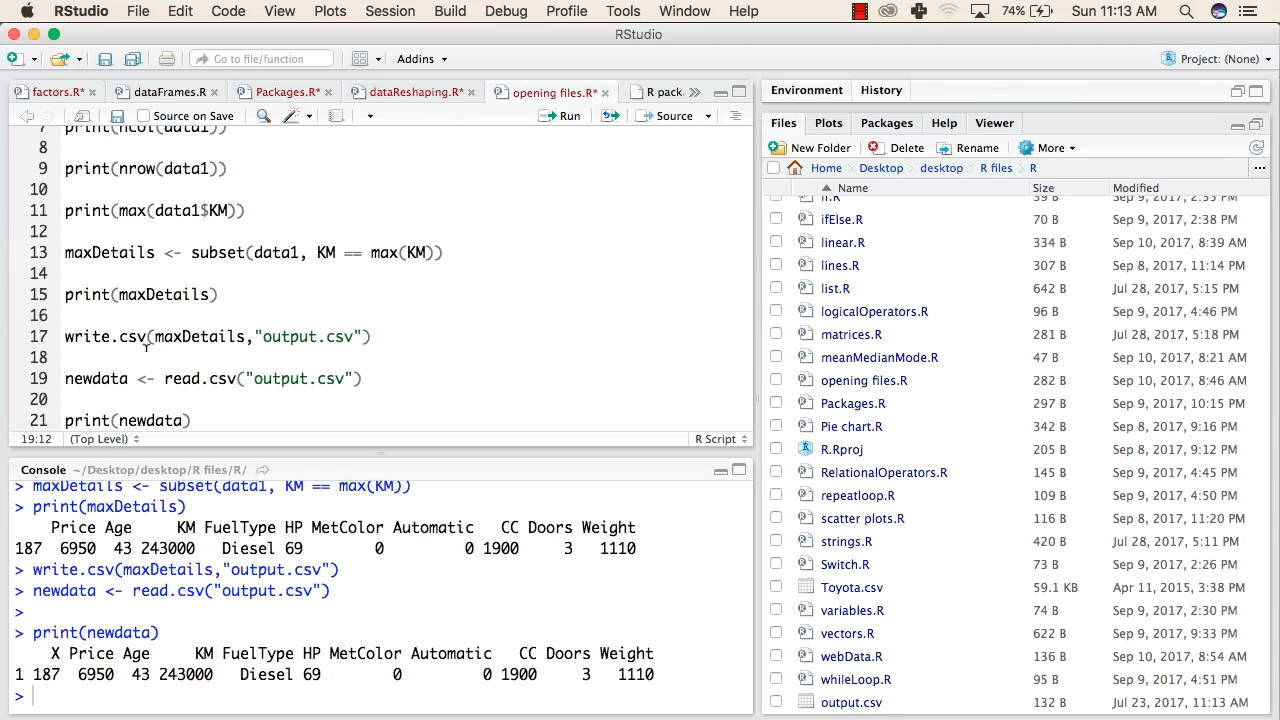 RStudio File Edit Code View Plots Session Build Debug Profile Tools Window Help 74% Sun 11:13 AM
RStudio
Go to file/function Addins Project: (None)
factors.R* dataFrames.R Packages.R* dataReshaping.R* opening files.R* R pack
Source on Save Run Source
7 print(ncol(data1))
8
9 print(nrow(data1))
10
11 print(max(data1$KM))
12
13 maxDetails <- subset(data1, KM == max(KM))
14
15 print(maxDetails)
16
17 write.csv(maxDetails,"output.csv")
18
19 newdata <- read.csv("output.csv")
20
21 print(newdata)
19:12 (Top Level) R Script
Console ~/Desktop/desktop/R files/R/
> maxDetails <- subset(data1, KM == max(KM))
> print(maxDetails)
Price Age KM FuelType HP MetColor Automatic CC Doors Weight
187 6950 43 243000 Diesel 69 0 0 1900 3 1110
> write.csv(maxDetails,"output.csv")
> newdata <- read.csv("output.csv")
>
> print(newdata)
X Price Age KM FuelType HP MetColor Automatic CC Doors Weight
1 187 6950 43 243000 Diesel 69 0 0 1900 3 1110
>
Environment History
Files Plots Packages Help Viewer
New Folder Delete Rename More
Home Desktop desktop R files R
Name Size Modified
if.R 39 B Sep 9, 2017, 2:35 PM
ifElse.R 70 B Sep 9, 2017, 2:38 PM
linear.R 334 B Sep 10, 2017, 8:39 AM
lines.R 307 B Sep 8, 2017, 11:14 PM
list.R 642 B Jul 28, 2017, 5:15 PM
logicalOperators.R 96 B Sep 9, 2017, 4:46 PM
matrices.R 281 B Jul 28, 2017, 5:18 PM
meanMedianMode.R 47 B Sep 10, 2017, 8:21 AM
opening files.R 282 B Sep 10, 2017, 8:46 AM
Packages.R 297 B Sep 9, 2017, 10:15 PM
Pie chart.R 342 B Sep 8, 2017, 9:16 PM
R.Rproj 205 B Sep 8, 2017, 9:12 PM
RelationalOperators.R 145 B Sep 9, 2017, 4:45 PM
repeatloop.R 109 B Sep 9, 2017, 4:50 PM
scatter plots.R 116 B Sep 8, 2017, 11:20 PM
strings.R 420 B Jul 28, 2017, 5:11 PM
Switch.R 73 B Sep 9, 2017, 2:26 PM
Toyota.csv 59.1 KB Apr 11, 2015, 3:38 PM
variables.R 74 B Sep 9, 2017, 2:30 PM
vectors.R 622 B Sep 9, 2017, 9:33 PM
webData.R 136 B Sep 10, 2017, 8:54 AM
whileLoop.R 95 B Sep 9, 2017, 4:51 PM
output.csv 132 B Jul 23, 2017, 11:13 AM